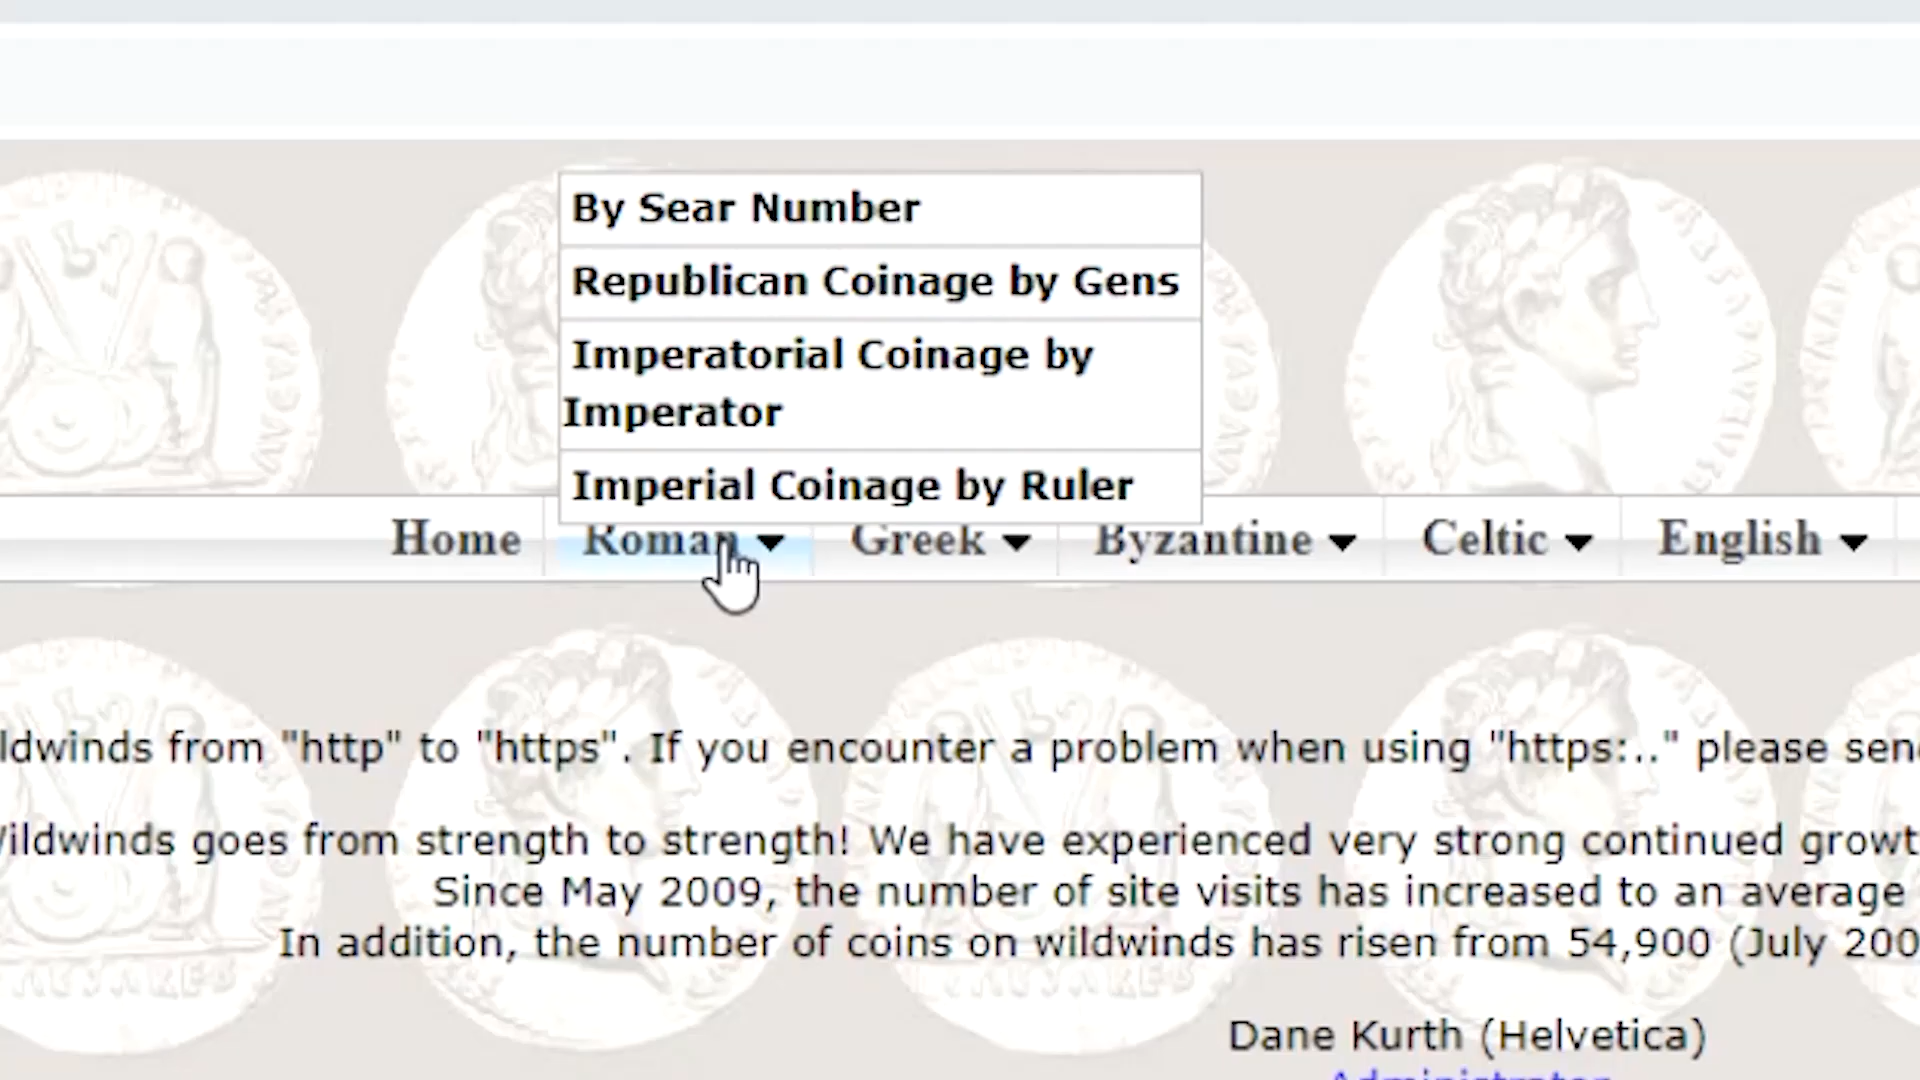 By Sear Number
Republican Coinage by Gens
Imperatorial Coinage by
Imperator
Imperial Coinage by Ruler
Home Roman Greek Byzantine Celtic English
ldwinds from "http" to "https". If you encounter a problem when using "https:.." please send
Wildwinds goes from strength to strength! We have experienced very strong continued growt
Since May 2009, the number of site visits has increased to an average
In addition, the number of coins on wildwinds has risen from 54,900 (July 200
Dane Kurth (Helvetica)
Administrator